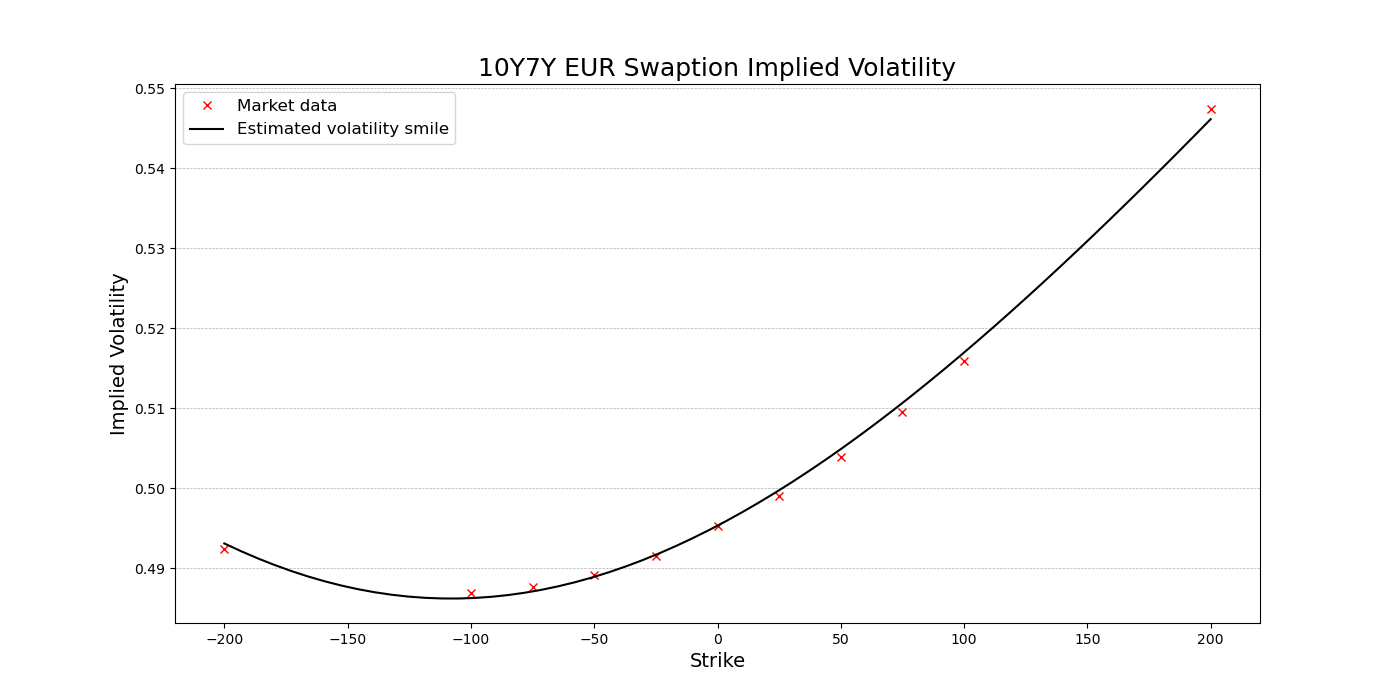 10Y7Y EUR Swaption Implied Volatility
Market data
Estimated volatility smile
Implied Volatility
0.55
0.54
0.53
0.52
0.51
0.50
0.49
−200 −150 −100 −50 0 50 100 150 200
Strike